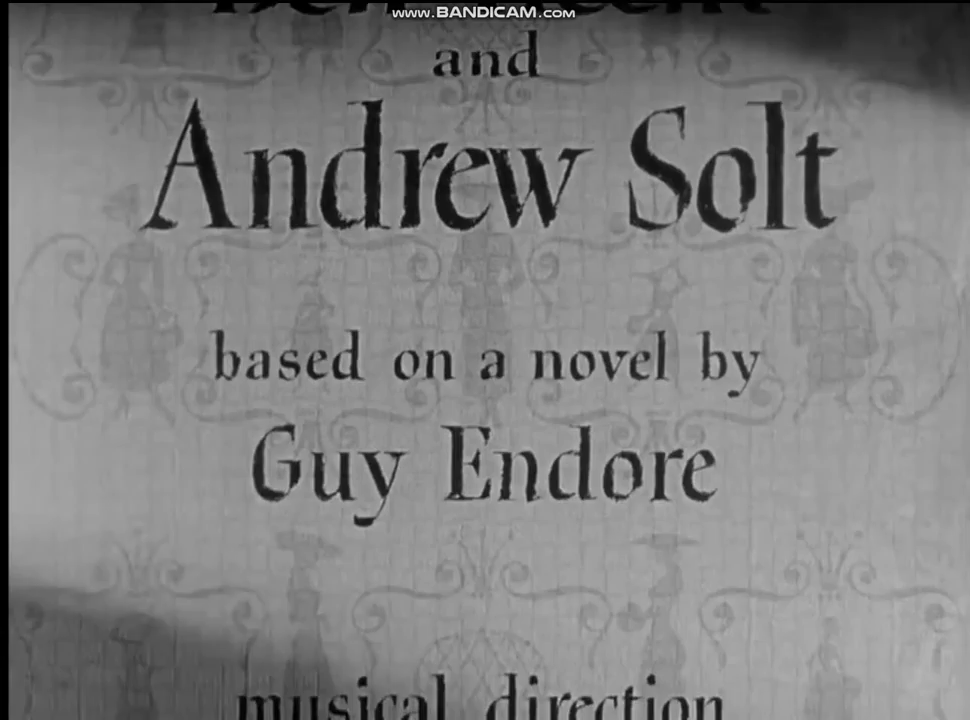 www.BANDICAM.com
and
Andrew Solt
based on a novel by
Guy Endore
musical direction